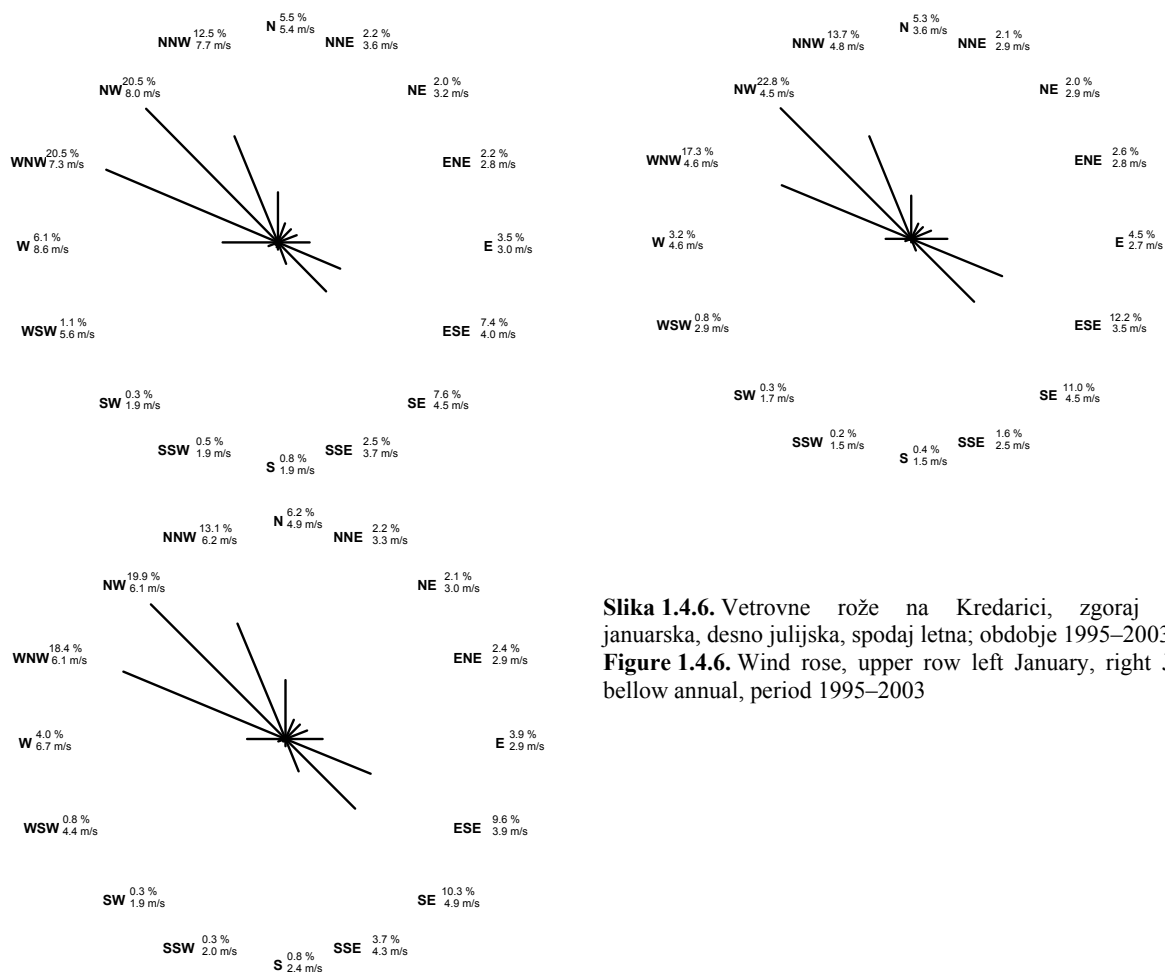 N 5.5 % 5.4 m/s
NNW 12.5 % 7.7 m/s
NNE 2.2 % 3.6 m/s
NW 20.5 % 8.0 m/s
NE 2.0 % 3.2 m/s
WNW 20.5 % 7.3 m/s
ENE 2.2 % 2.8 m/s
W 6.1 % 8.6 m/s
E 3.5 % 3.0 m/s
WSW 1.1 % 5.6 m/s
ESE 7.4 % 4.0 m/s
SW 0.3 % 1.9 m/s
SE 7.6 % 4.5 m/s
SSW 0.5 % 1.9 m/s
SSE 2.5 % 3.7 m/s
S 0.8 % 1.9 m/s
N 5.3 % 3.6 m/s
NNW 13.7 % 4.8 m/s
NNE 2.1 % 2.9 m/s
NW 22.8 % 4.5 m/s
NE 2.0 % 2.9 m/s
WNW 17.3 % 4.6 m/s
ENE 2.6 % 2.8 m/s
W 3.2 % 4.6 m/s
E 4.5 % 2.7 m/s
WSW 0.8 % 2.9 m/s
ESE 12.2 % 3.5 m/s
SW 0.3 % 1.7 m/s
SE 11.0 % 4.5 m/s
SSW 0.2 % 1.5 m/s
SSE 1.6 % 2.5 m/s
S 0.4 % 1.5 m/s
N 6.2 % 4.9 m/s
NNW 13.1 % 6.2 m/s
NNE 2.2 % 3.3 m/s
NW 19.9 % 6.1 m/s
NE 2.1 % 3.0 m/s
WNW 18.4 % 6.1 m/s
ENE 2.4 % 2.9 m/s
W 4.0 % 6.7 m/s
E 3.9 % 2.9 m/s
WSW 0.8 % 4.4 m/s
ESE 9.6 % 3.9 m/s
SW 0.3 % 1.9 m/s
SE 10.3 % 4.9 m/s
SSW 0.3 % 2.0 m/s
SSE 3.7 % 4.3 m/s
S 0.8 % 2.4 m/s
Slika 1.4.6. Vetrovne rože na Kredarici, zgoraj
januarska, desno julijska, spodaj letna; obdobje 1995–2003
Figure 1.4.6. Wind rose, upper row left January, right
bellow annual, period 1995–2003